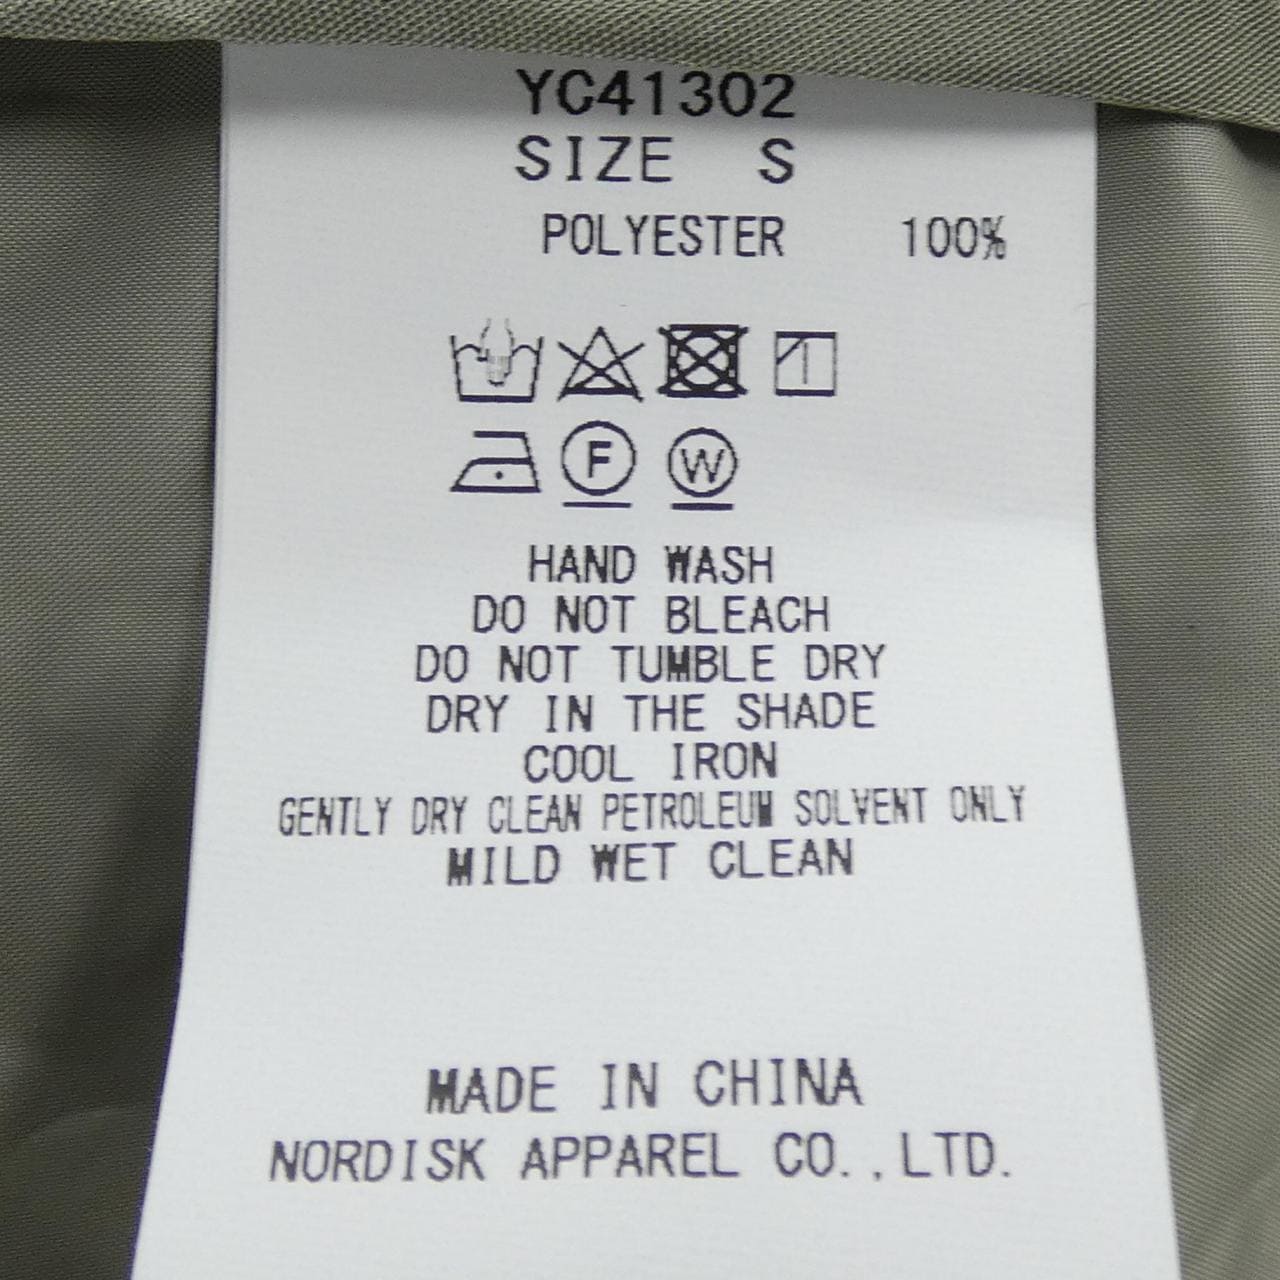 YC41302
SIZE S
POLYESTER 100%
F W
HAND WASH
DO NOT BLEACH
DO NOT TUMBLE DRY
DRY IN THE SHADE
COOL IRON
GENTLY DRY CLEAN PETROLEUM SOLVENT ONLY
MILD WET CLEAN
MADE IN CHINA
NORDISK APPAREL CO.,LTD.